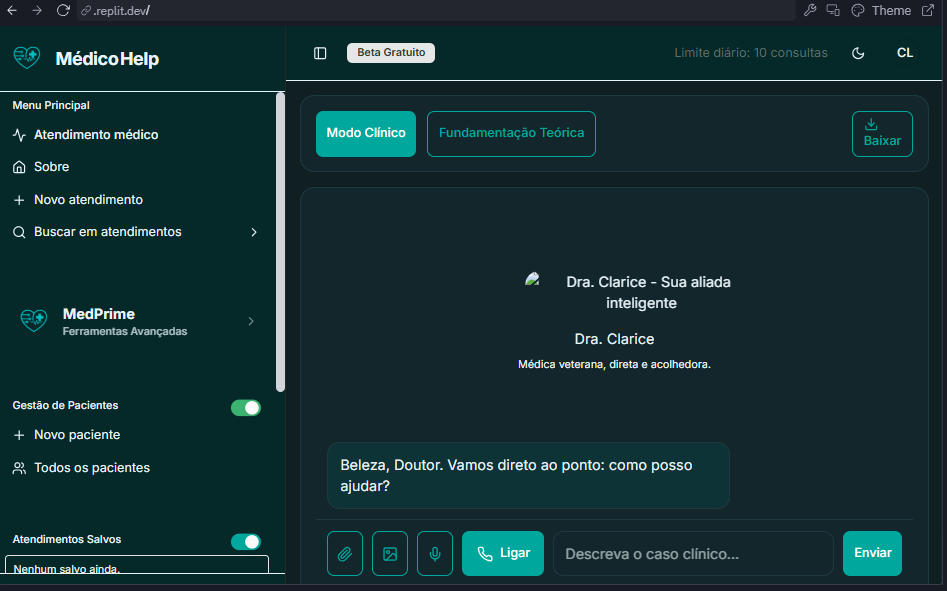 .replit.dev/
Theme
MédicoHelp
Beta Gratuito
Limite diário: 10 consultas
CL
Menu Principal
Atendimento médico
Sobre
Novo atendimento
Buscar em atendimentos
MedPrime
Ferramentas Avançadas
Gestão de Pacientes
Novo paciente
Todos os pacientes
Atendimentos Salvos
Nenhum salvo ainda.
Modo Clínico
Fundamentação Teórica
Baixar
Dra. Clarice - Sua aliada
inteligente
Dra. Clarice
Médica veterana, direta e acolhedora.
Beleza, Doutor. Vamos direto ao ponto: como posso
ajudar?
Ligar
Descreva o caso clínico...
Enviar